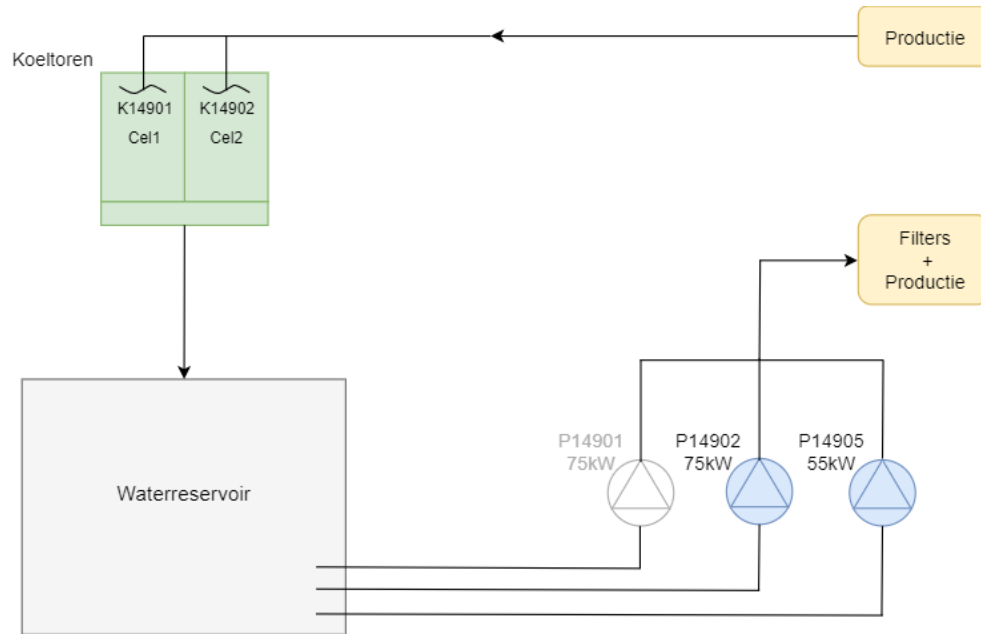 Productie
Koeltoren
K14901
Cel1
K14902
Cel2
Filters
+
Productie
P14901
75kW
P14902
75kW
P14905
55kW
Waterreservoir